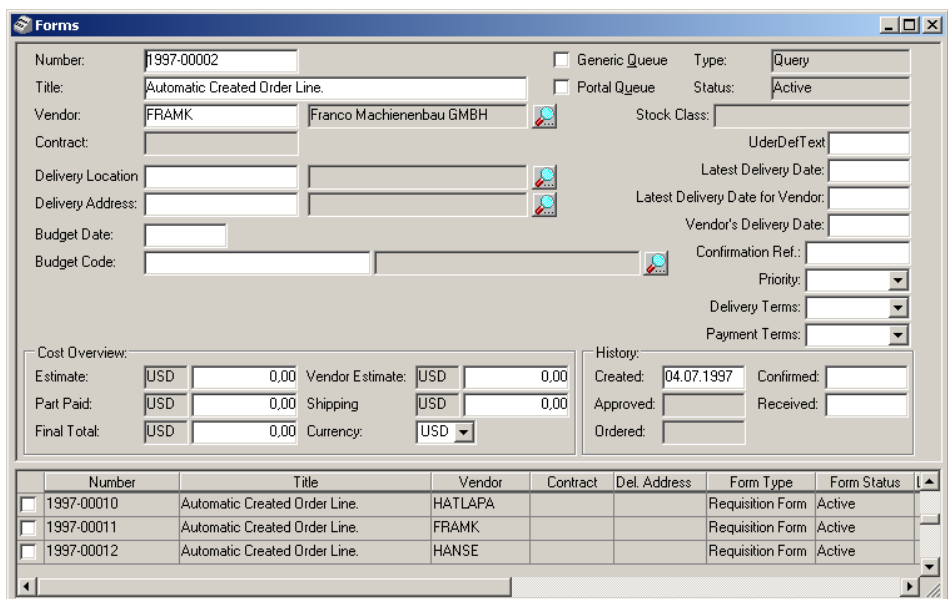 Forms
Number: 1997-00002 Generic Queue Type: Query
Title: Automatic Created Order Line. Portal Queue Status: Active
Vendor: FRAMK Franco Machienenbau GMBH Stock Class:
Contract: UderDefText
Delivery Location Latest Delivery Date:
Delivery Address: Latest Delivery Date for Vendor:
Vendor's Delivery Date:
Budget Date:
Budget Code: Confirmation Ref.:
Priority:
Delivery Terms:
Payment Terms:
Cost Overview: History:
Estimate: USD 0,00 Vendor Estimate: USD 0,00 Created: 04.07.1997 Confirmed:
Part Paid: USD 0,00 Shipping USD 0,00 Approved: Received:
Final Total: USD 0,00 Currency: USD Ordered:
Number Title Vendor Contract Del. Address Form Type Form Status
1997-00010 Automatic Created Order Line. HATLAPA Requisition Form Active
1997-00011 Automatic Created Order Line. FRAMK Requisition Form Active
1997-00012 Automatic Created Order Line. HANSE Requisition Form Active